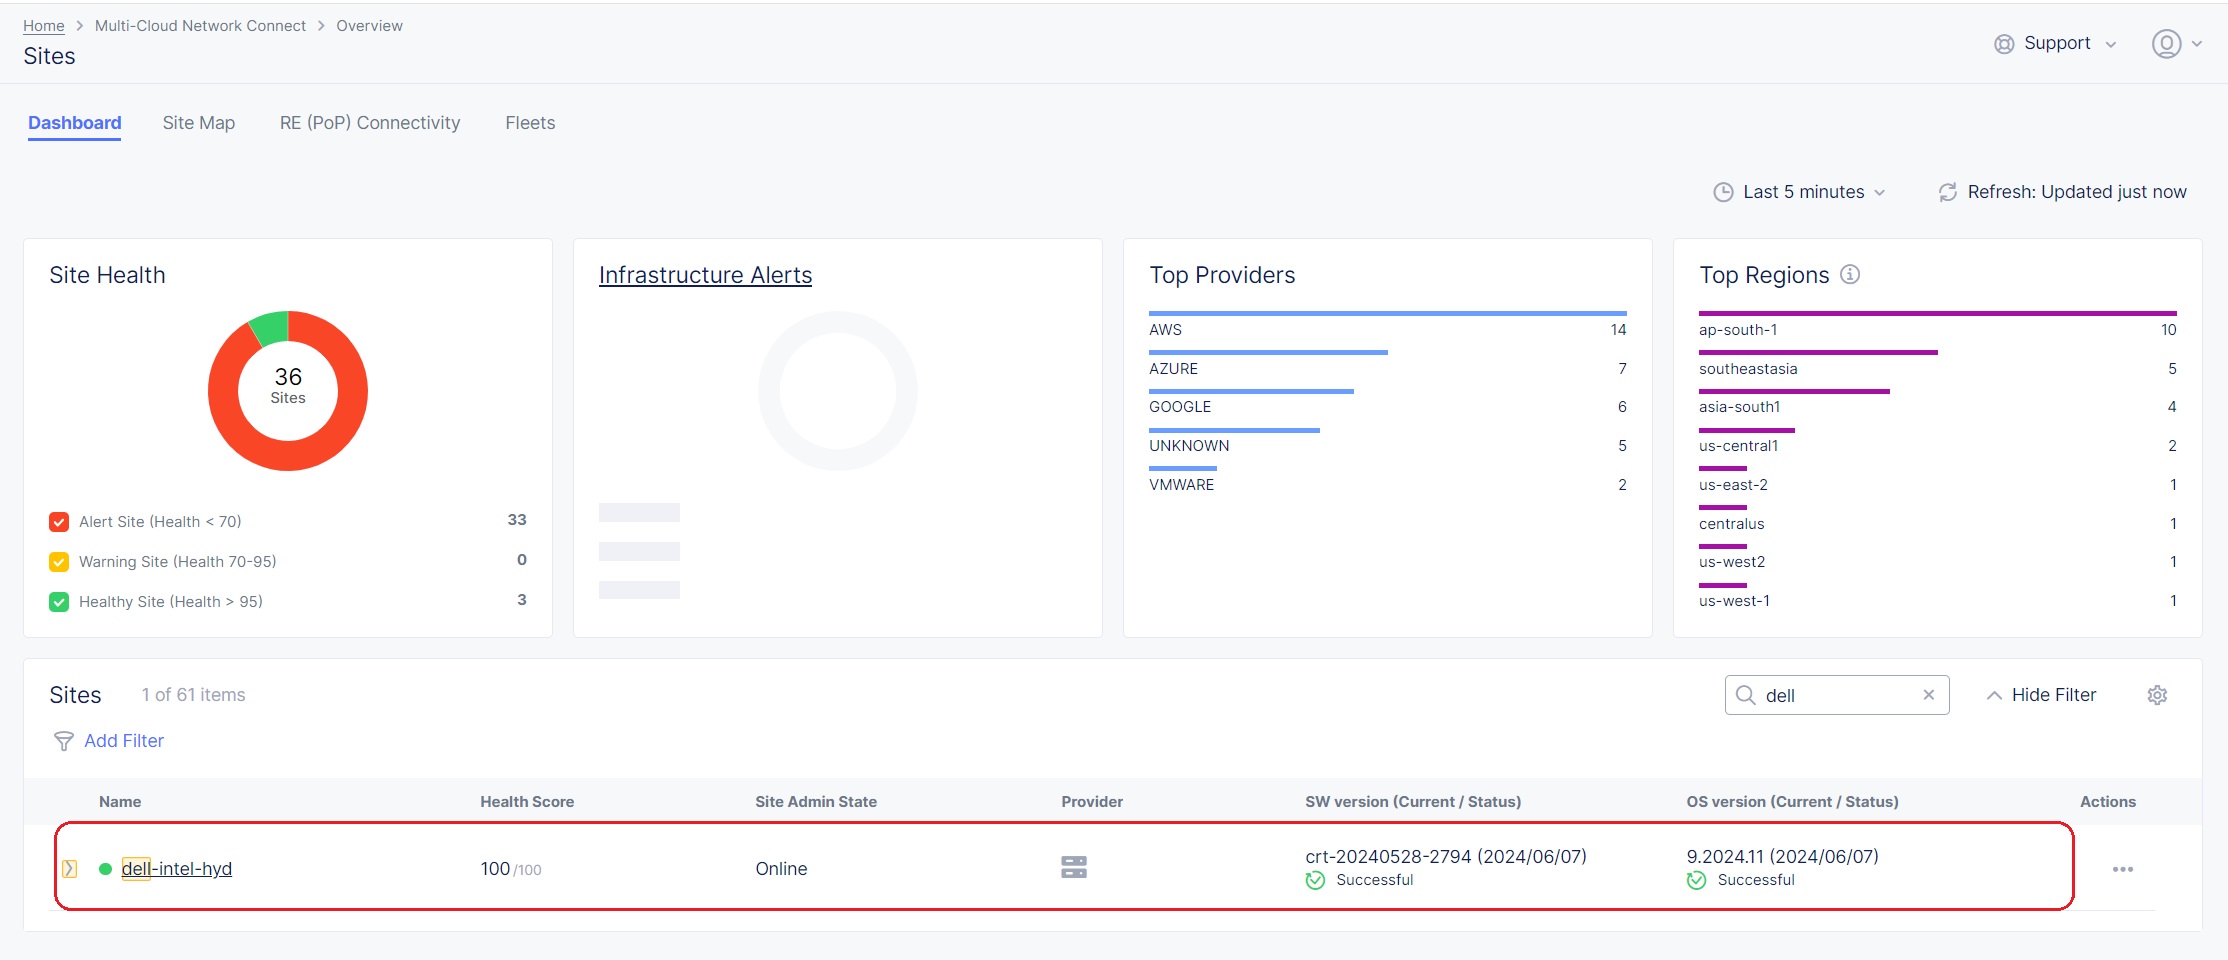 Home > Multi-Cloud Network Connect > Overview
Sites
Support
Dashboard
Site Map
RE (PoP) Connectivity
Fleets
Last 5 minutes
Refresh: Updated just now
Site Health
36
Sites
Alert Site (Health < 70) 33
Warning Site (Health 70-95) 0
Healthy Site (Health > 95) 3
Infrastructure Alerts
Top Providers
AWS 14
AZURE 7
GOOGLE 6
UNKNOWN 5
VMWARE 2
Top Regions
ap-south-1 10
southeastasia 5
asia-south1 4
us-central1 2
us-east-2 1
centralus 1
us-west2 1
us-west-1 1
Sites 1 of 61 items
dell
Hide Filter
Add Filter
Name Health Score Site Admin State Provider SW version (Current / Status) OS version (Current / Status) Actions
dell-intel-hyd 100 /100 Online crt-20240528-2794 (2024/06/07) 9.2024.11 (2024/06/07)
Successful Successful